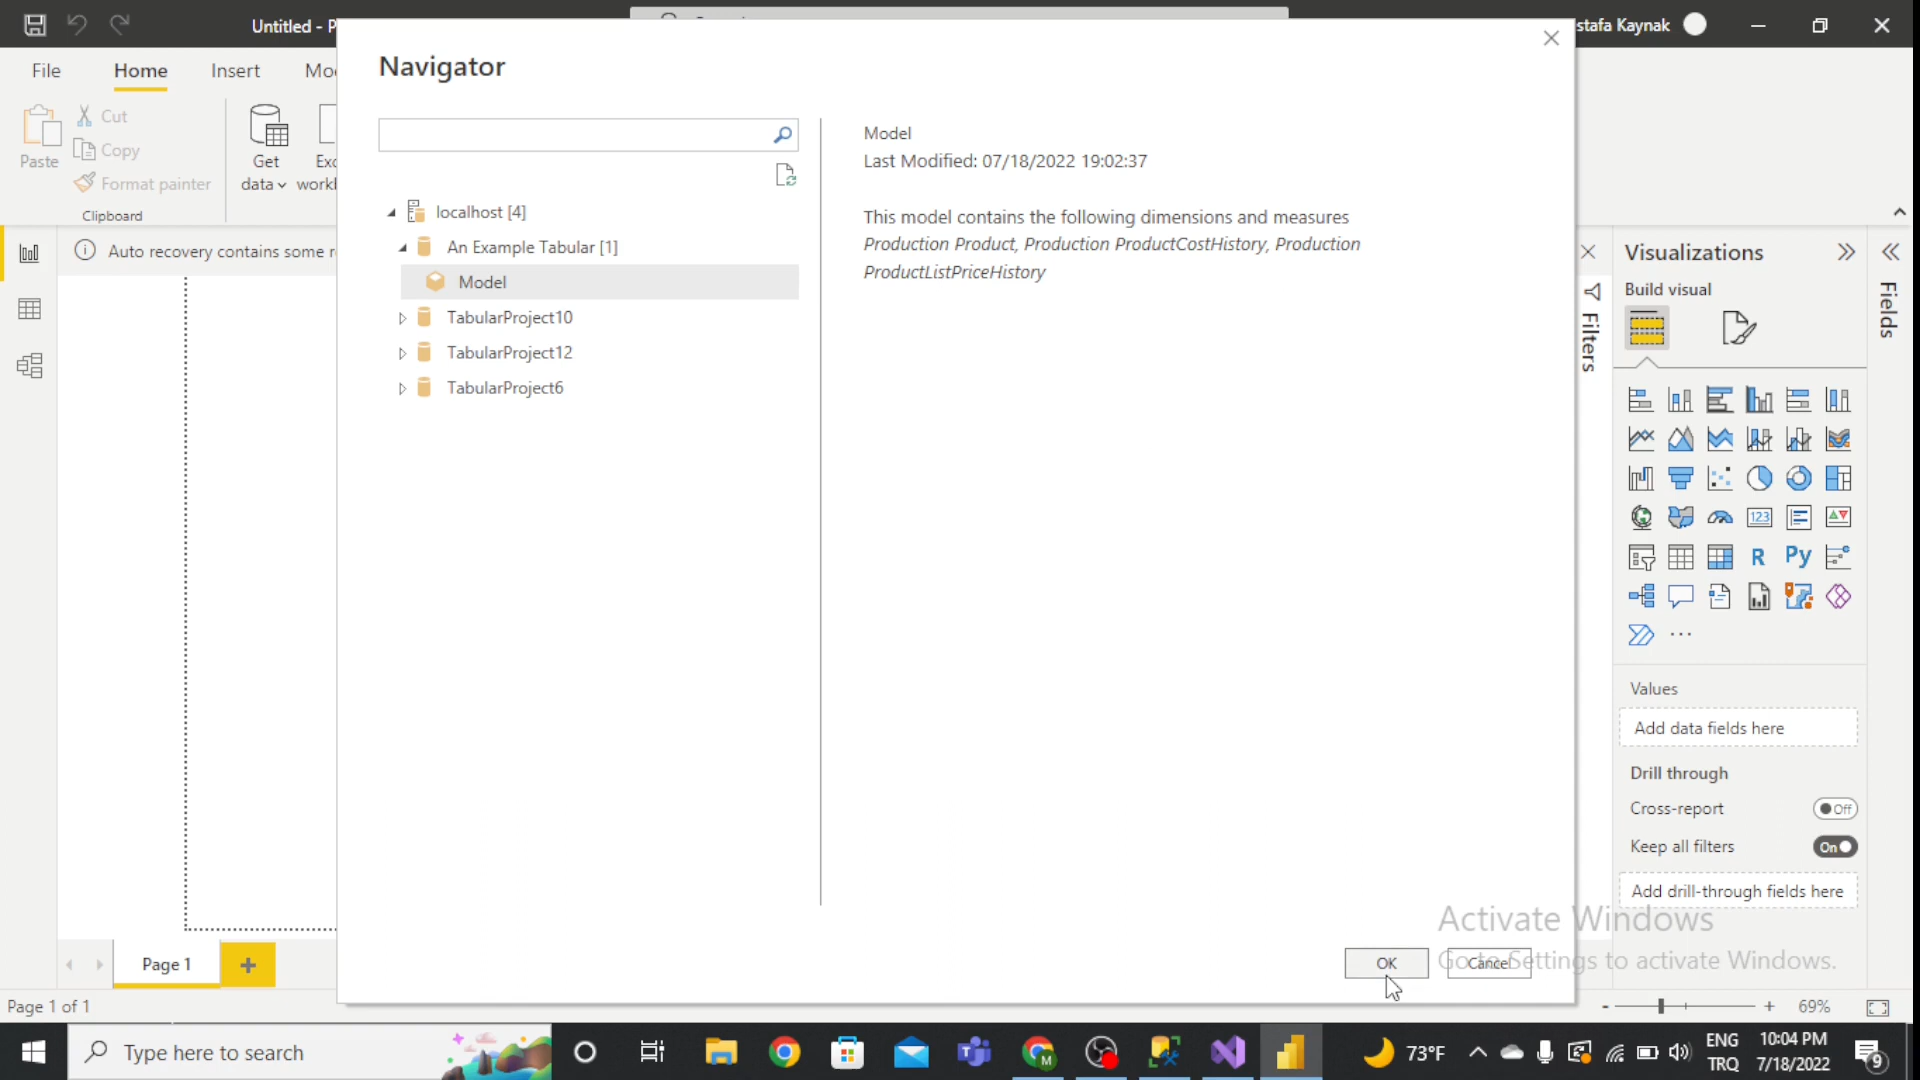 Untitled - P
stafa Kaynak
File
Home
Insert
Mo
Paste
Cut
Copy
Format painter
Clipboard
Get
data
Exc
workl
Auto recovery contains some r
Navigator
localhost [4]
An Example Tabular [1]
Model
TabularProject10
TabularProject12
TabularProject6
Model
Last Modified: 07/18/2022 19:02:37
This model contains the following dimensions and measures
Production Product, Production ProductCostHistory, Production
ProductListPriceHistory
OK
Cancel
Filters
Visualizations
Build visual
Fields
123
R
Py
Values
Add data fields here
Drill through
Cross-report
Off
Keep all filters
On
Add drill-through fields here
Activate Windows
Go to Settings to activate Windows.
Page 1
Page 1 of 1
- + 69%
Type here to search
73°F
ENG
TRQ
10:04 PM
7/18/2022
9